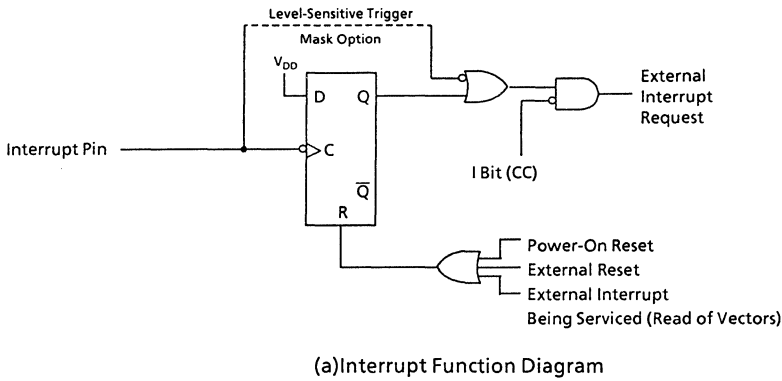 Level-Sensitive Trigger
Mask Option
VDD
D
Q
External
Interrupt
Request
Interrupt Pin
C
I Bit (CC)
Q
R
Power-On Reset
External Reset
External Interrupt
Being Serviced (Read of Vectors)
(a)Interrupt Function Diagram